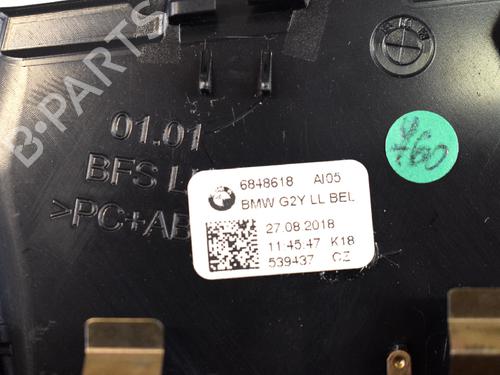 B-PARTS
01.01
BFS LL
>PC+AB
6848618 AI05
BMW G2Y LL BEL
27.08.2018
11:45:47 K18
539437 CZ